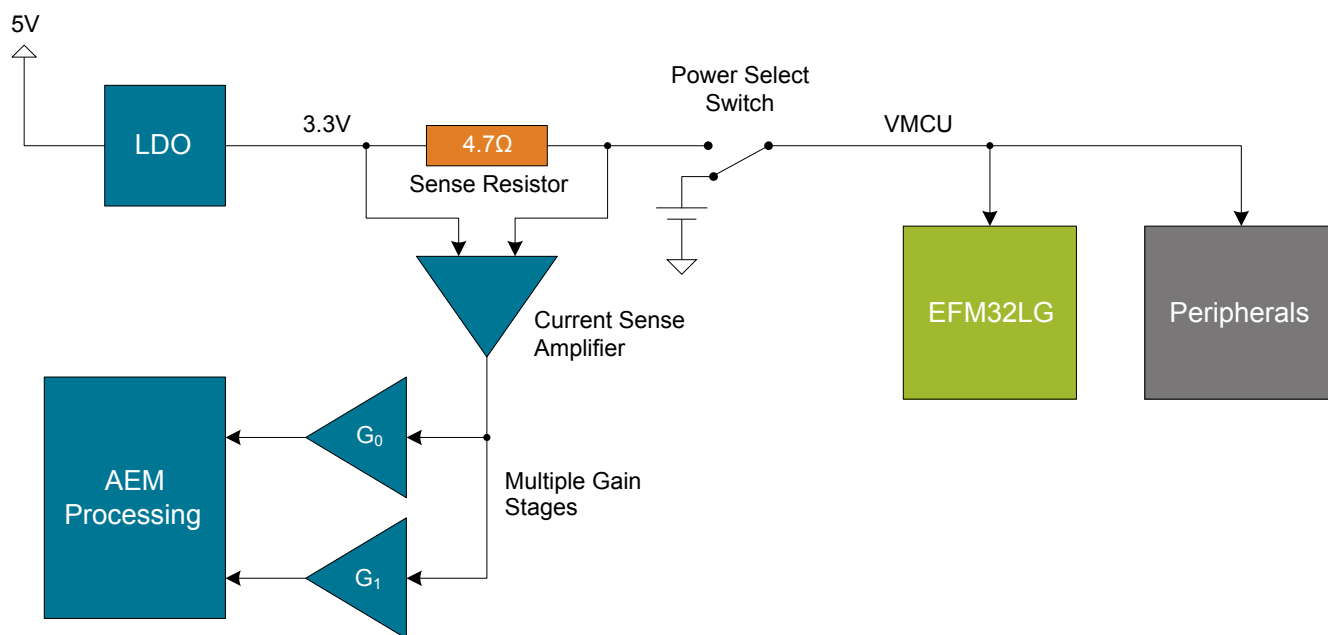 5V
LDO
3.3V
4.7Ω
Sense Resistor
Power Select
Switch
VMCU
EFM32LG
Peripherals
Current Sense
Amplifier
AEM
Processing
G₀
G₁
Multiple Gain
Stages